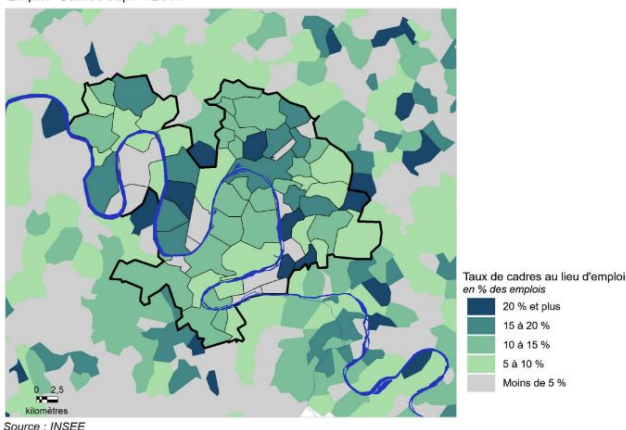 Taux de cadres au lieu d'emploi
en % des emplois
20 % et plus
15 à 20 %
10 à 15 %
5 à 10 %
Moins de 5 %
0 2,5
kilomètres
Source : INSEE